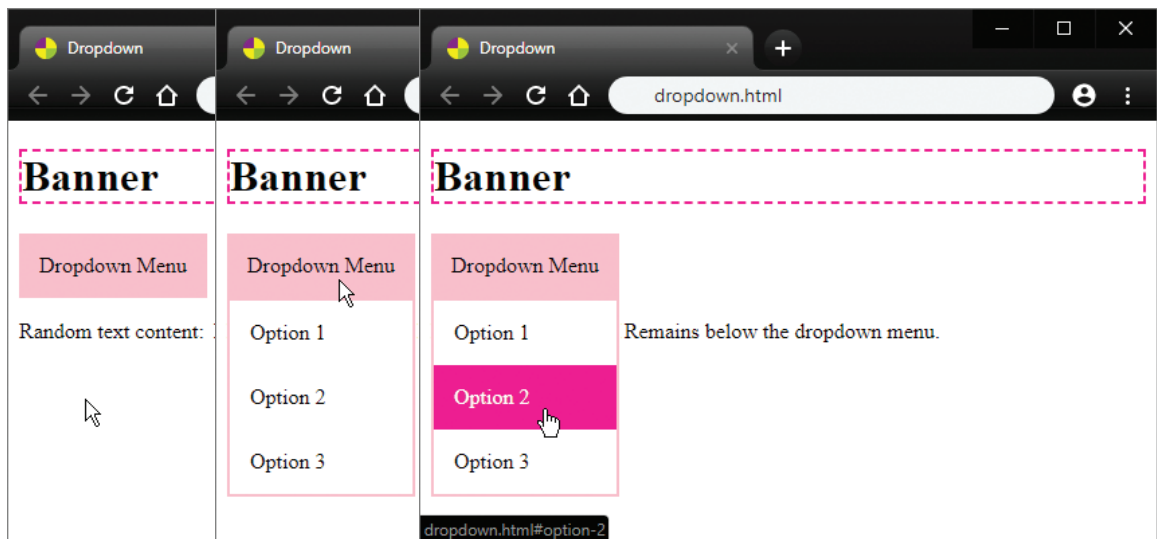 Dropdown
Dropdown
Dropdown
dropdown.html
Banner
Banner
Banner
Dropdown Menu
Dropdown Menu
Dropdown Menu
Random text content:
Option 1
Option 1
Remains below the dropdown menu.
Option 2
Option 2
Option 3
Option 3
dropdown.html#option-2